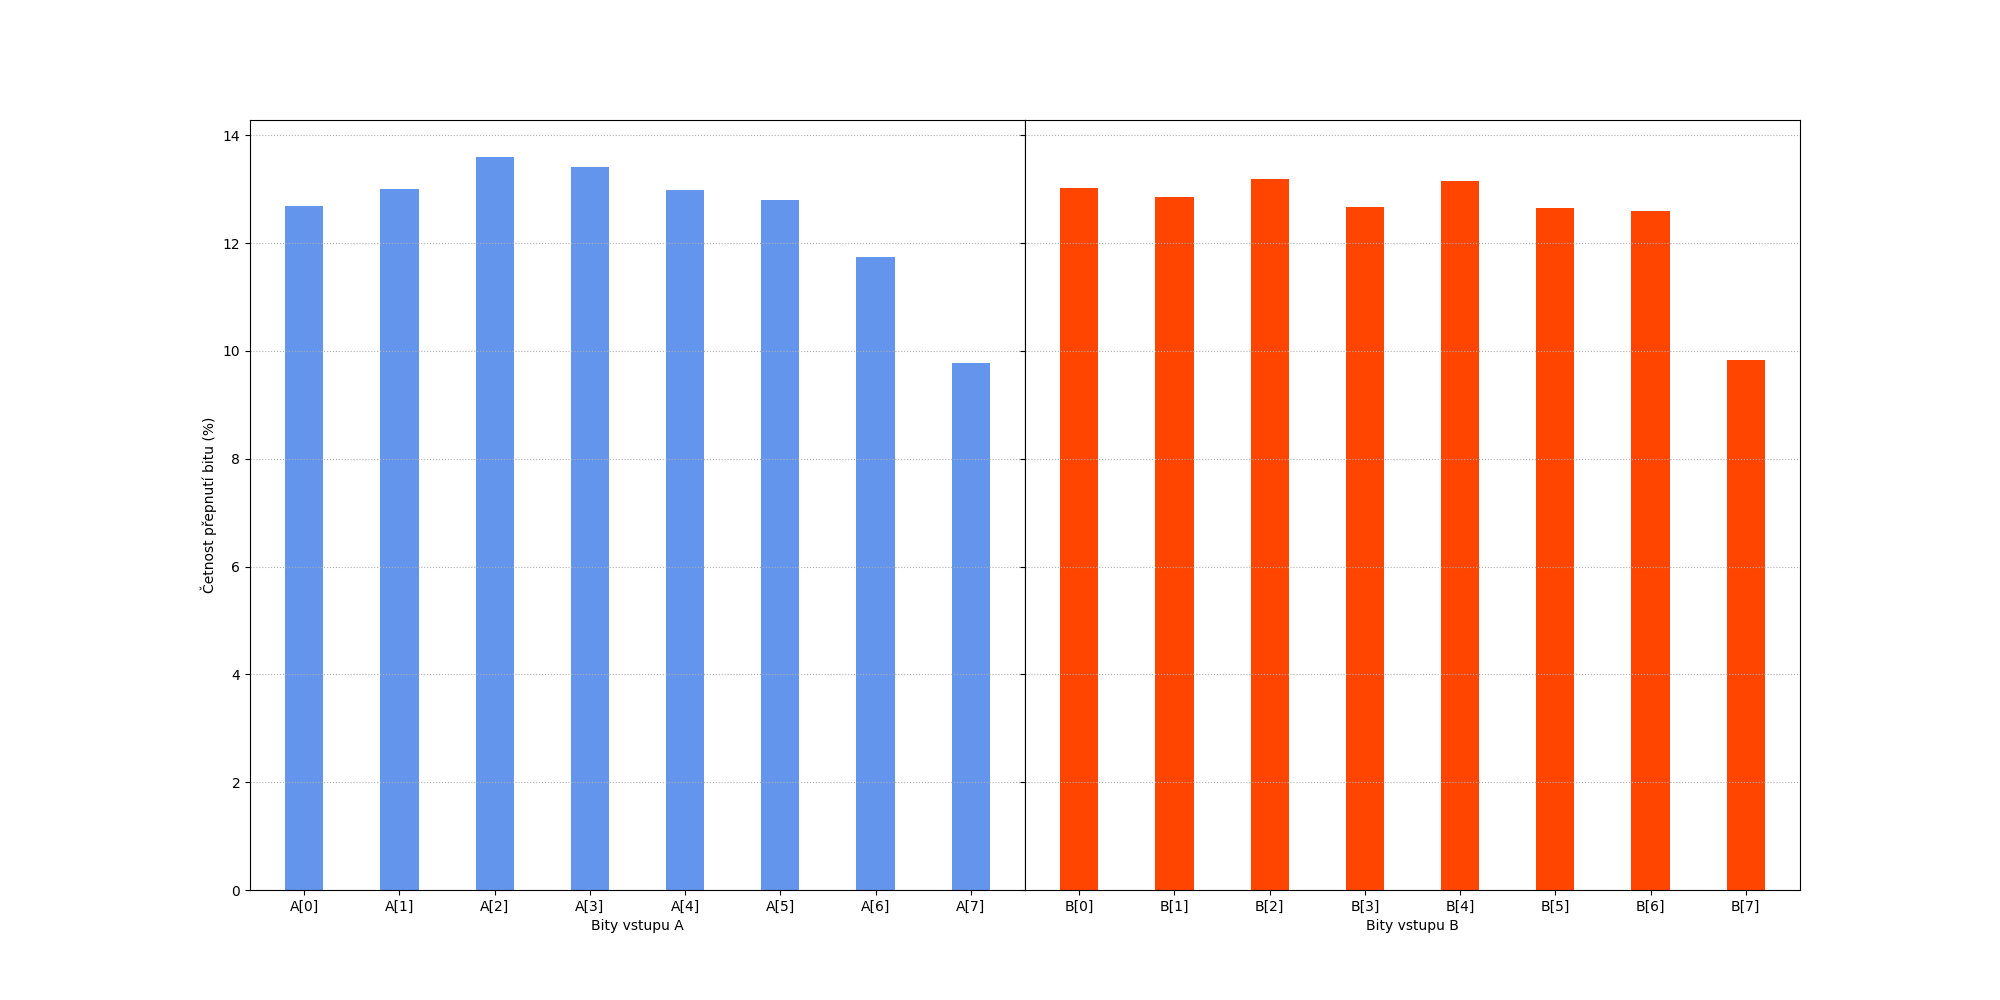 14
12
10
8
6
4
2
0
Četnost přepnutí bitu (%)
A[0] A[1] A[2] A[3] A[4] A[5] A[6] A[7]
Bity vstupu A
B[0] B[1] B[2] B[3] B[4] B[5] B[6] B[7]
Bity vstupu B